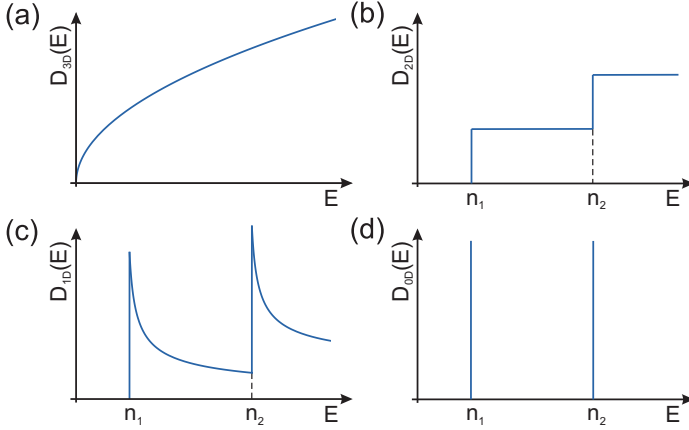 (a)
D3D(E)
E
(b)
D2D(E)
n1
n2
E
(c)
D1D(E)
n1
n2
E
(d)
D0D(E)
n1
n2
E